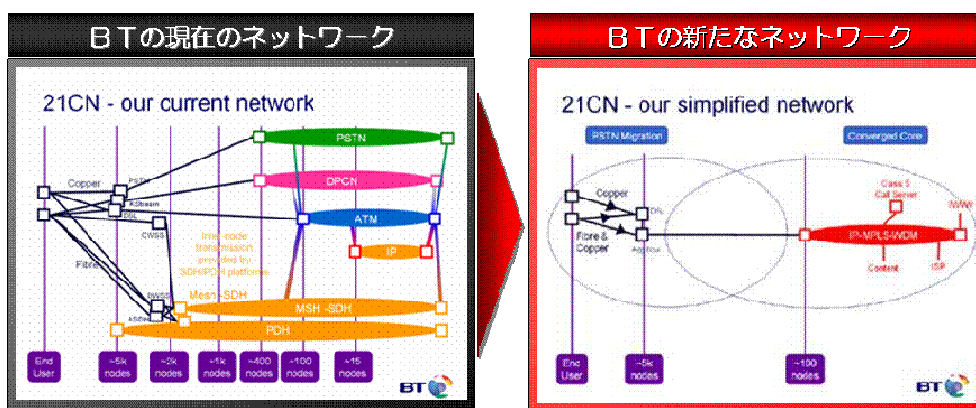 BTの現在のネットワーク
21CN - our current network
PSTN
Copper
PSTN
DPCN
DSL
ATM
CWSS
Inter-node
transmission
provided by
SDH/PDH platforms
IP
Fibre
Mesh -SDH
MSH -SDH
PDH
End
User
~5k
nodes
~2k
nodes
~1k
nodes
~400
nodes
~100
nodes
~15
nodes
BT
BTの新たなネットワーク
21CN - our simplified network
PSTN Migration
Converged Core
Class 5
Call Server
Copper
DSL
Fibre &
Copper
IP-MPLS-WDM
Content
ISP
End
User
~5k
nodes
~100
nodes
BT